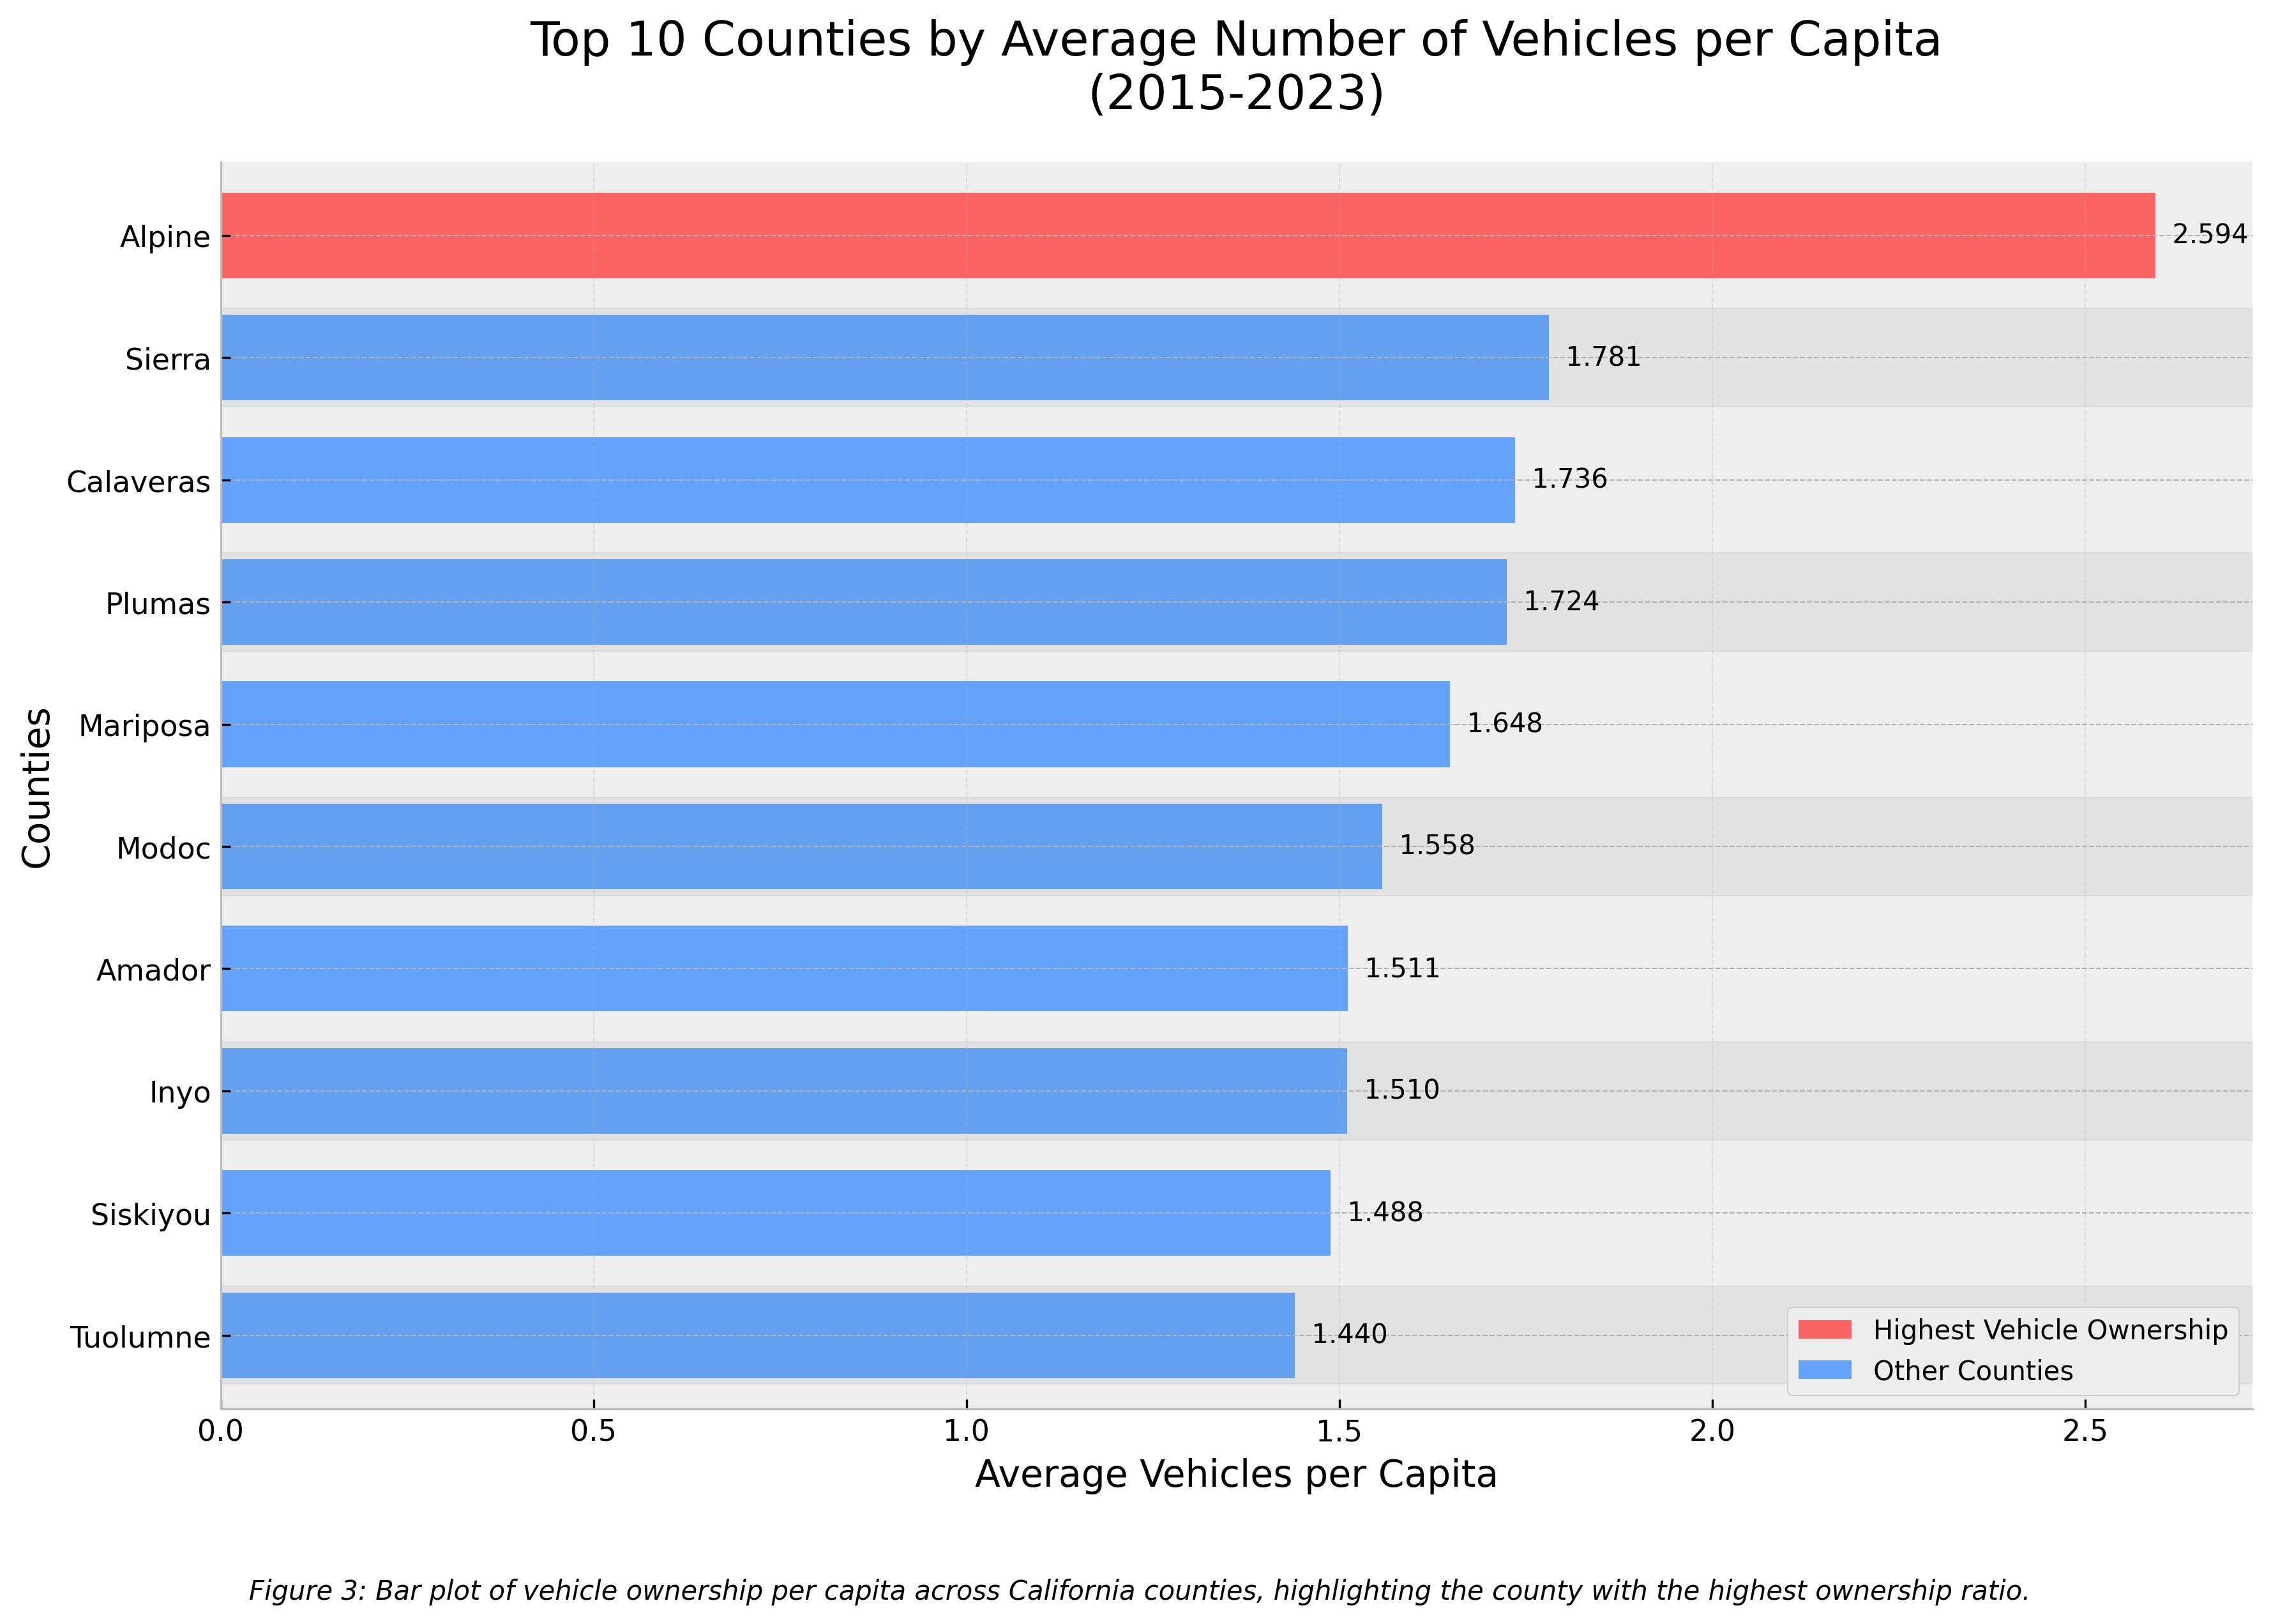 Top 10 Counties by Average Number of Vehicles per Capita
(2015-2023)
Alpine
2.594
Sierra
1.781
Calaveras
1.736
Plumas
1.724
Mariposa
1.648
Modoc
1.558
Amador
1.511
Inyo
1.510
Siskiyou
1.488
Tuolumne
1.440
Counties
Highest Vehicle Ownership
Other Counties
0.0 0.5 1.0 1.5 2.0 2.5
Average Vehicles per Capita
Figure 3: Bar plot of vehicle ownership per capita across California counties, highlighting the county with the highest ownership ratio.